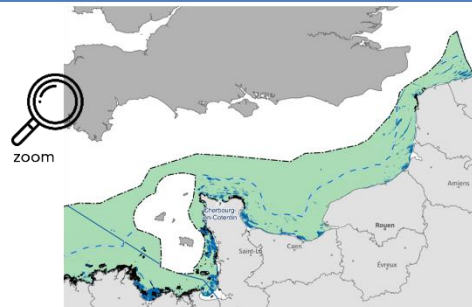 zoom
Amiens
Cherbourg-
en-Cotentin
Rouen
Saint-Lô
Caen
Évreux